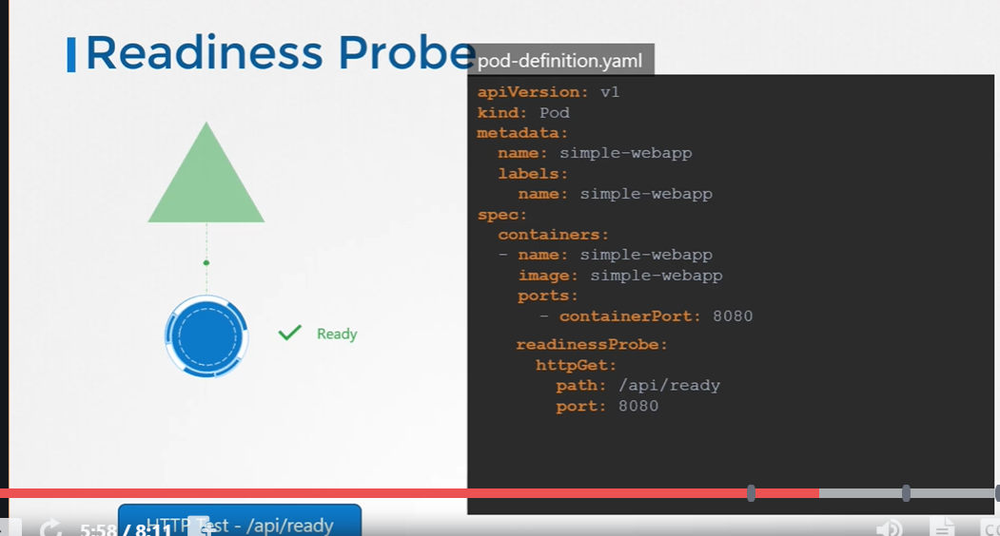 Readiness Probe
pod-definition.yaml
apiVersion: v1
kind: Pod
metadata:
name: simple-webapp
labels:
name: simple-webapp
spec:
containers:
- name: simple-webapp
image: simple-webapp
ports:
- containerPort: 8080
readinessProbe:
httpGet:
path: /api/ready
port: 8080
Ready
HTTP Test - /api/ready
5:58 / 8:11